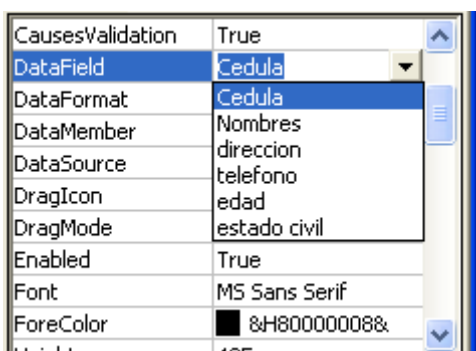 CausesValidation True
DataField Cedula
DataFormat Cedula
DataMember Nombres
direccion
DataSource telefono
DragIcon edad
DragMode estado civil
Enabled True
Font MS Sans Serif
ForeColor &H80000008&